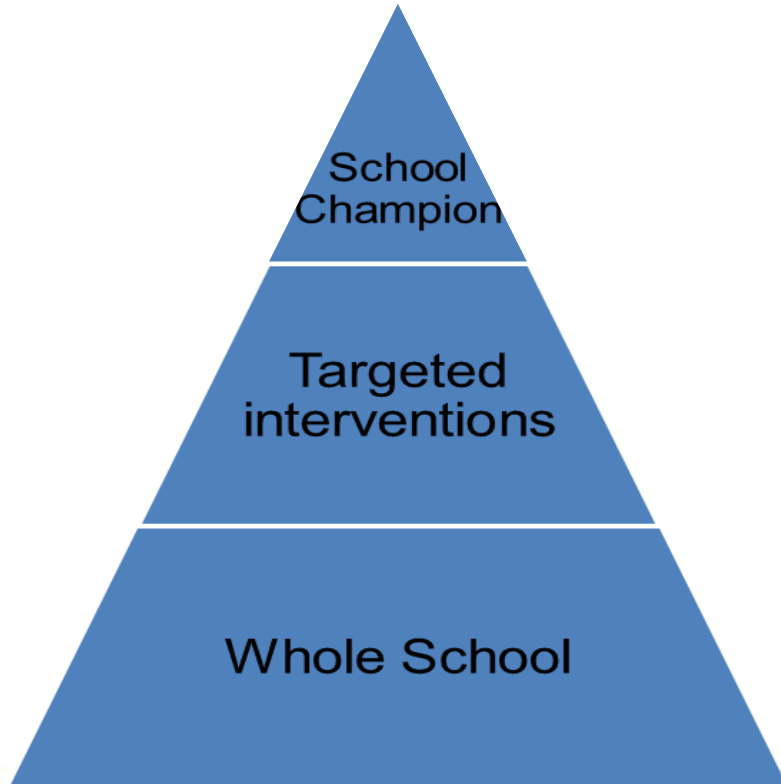 School
Champion
Targeted
interventions
Whole School